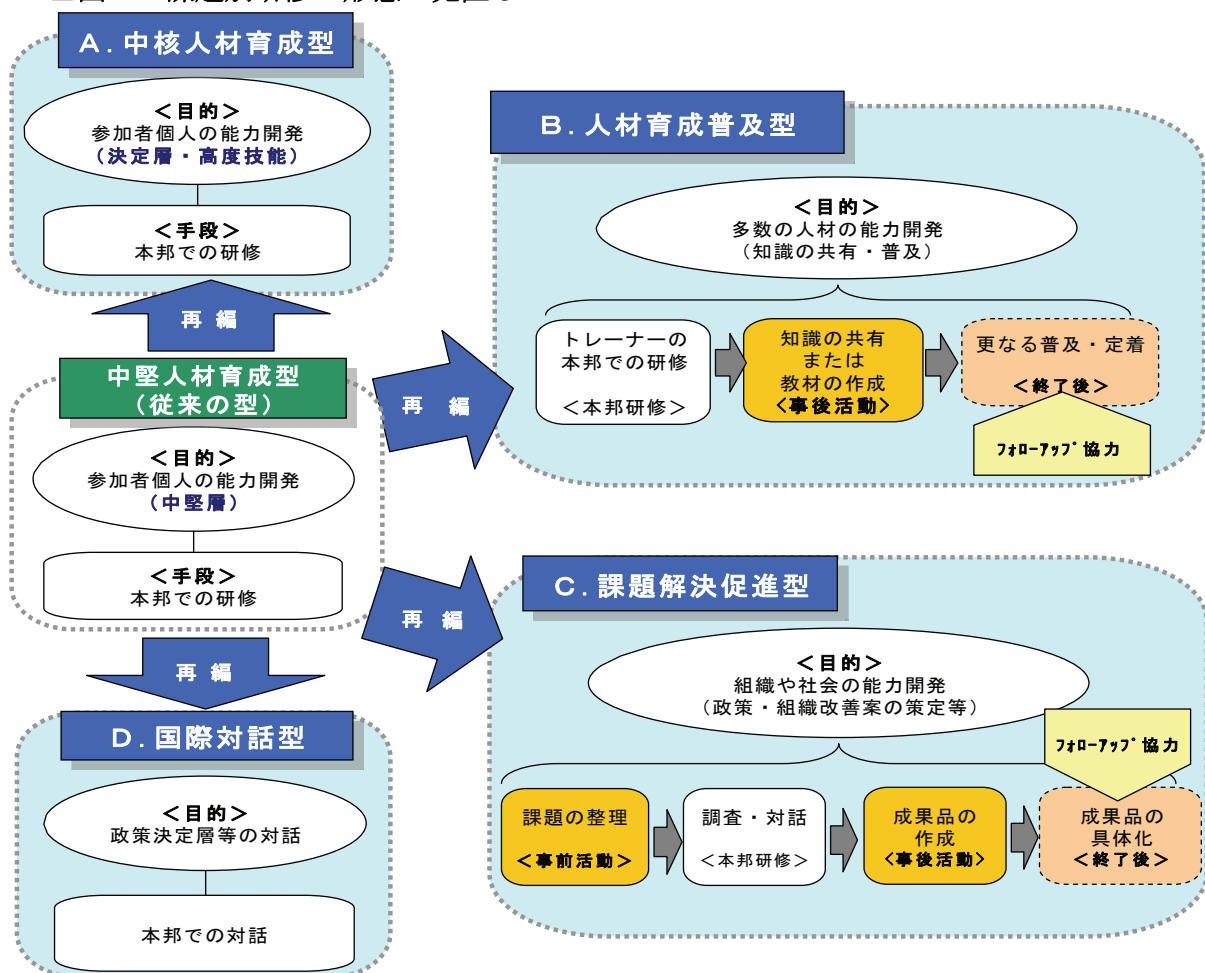 A.中核人材育成型
<目的>
参加者個人の能力開発
(決定層・高度技能)
<手段>
本邦での研修
再 編
中堅人材育成型
(従来の型)
<目的>
参加者個人の能力開発
(中堅層)
<手段>
本邦での研修
再 編
D.国際対話型
<目的>
政策決定層等の対話
本邦での対話
再 編
B.人材育成普及型
<目的>
多数の人材の能力開発
(知識の共有・普及)
トレーナーの
本邦での研修
<本邦研修>
知識の共有
または
教材の作成
<事後活動>
更なる普及・定着
<終了後>
フォローアップ協力
再 編
C.課題解決促進型
<目的>
組織や社会の能力開発
(政策・組織改善案の策定等)
フォローアップ協力
課題の整理
<事前活動>
調査・対話
<本邦研修>
成果品の
作成
<事後活動>
成果品の
具体化
<終了後>